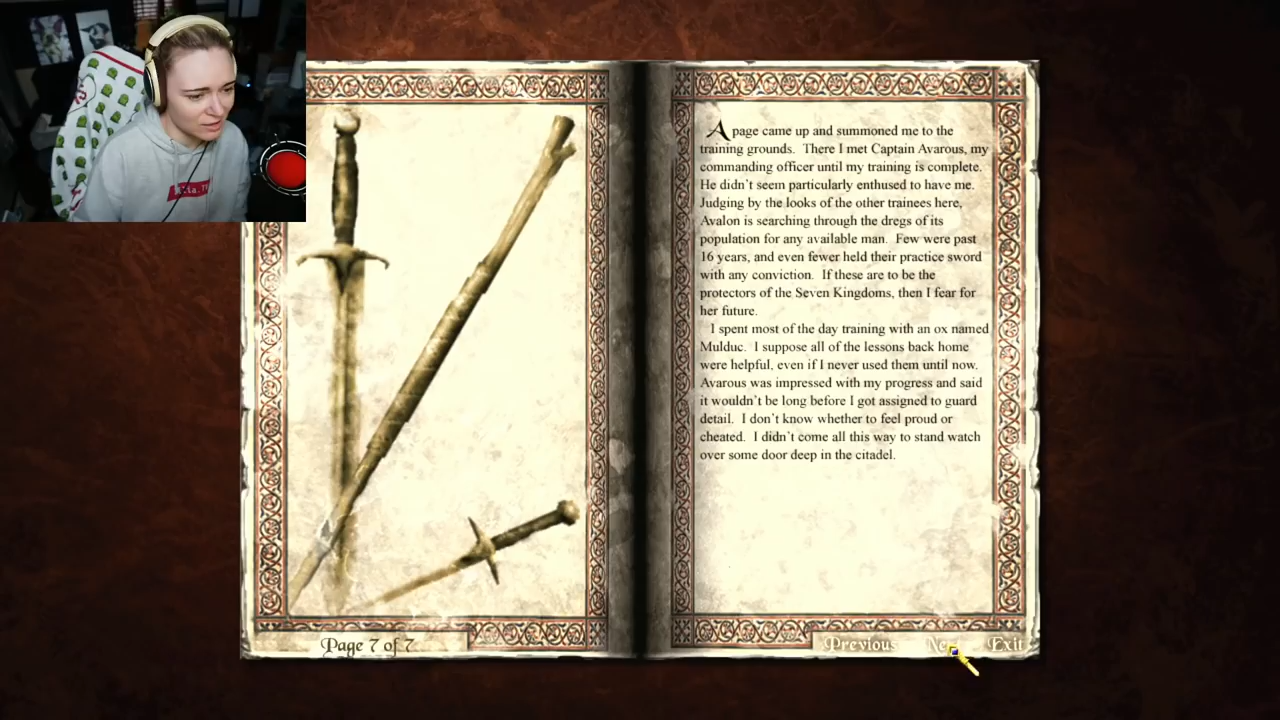 A page came up and summoned me to the
training grounds. There I met Captain Avarous, my
commanding officer until my training is complete.
He didn't seem particularly enthused to have me.
Judging by the looks of the other trainees here,
Avalon is searching through the dregs of its
population for any available man. Few were past
16 years, and even fewer held their practice sword
with any conviction. If these are to be the
protectors of the Seven Kingdoms, then I fear for
her future.
I spent most of the day training with an ox named
Mulduc. I suppose all of the lessons back home
were helpful, even if I never used them until now.
Avarous was impressed with my progress and said
it wouldn't be long before I got assigned to guard
detail. I don't know whether to feel proud or
cheated. I didn't come all this way to stand watch
over some door deep in the citadel.
Page 7 of 7
Previous Exit